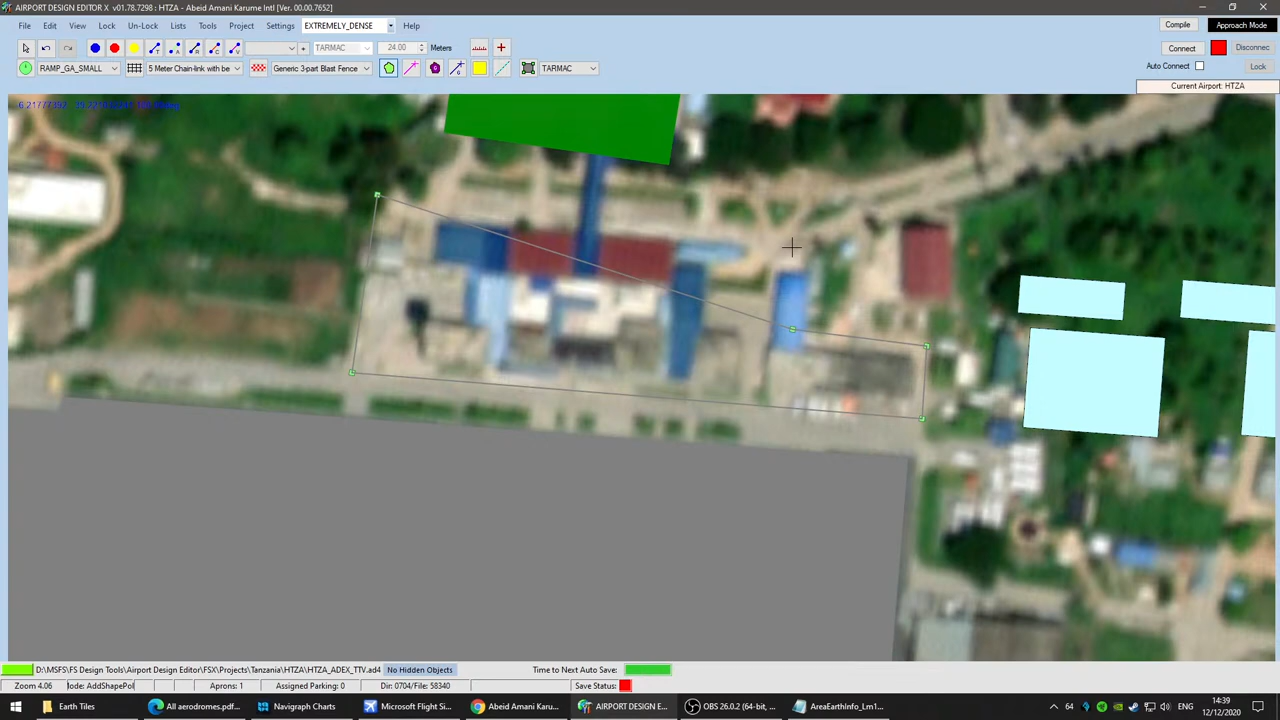 AIRPORT DESIGN EDITOR X v01.78.7298 : HTZA - Abeid Amani Karume Intl [Ver. 00.00.7652]
File Edit View Lock Un-Lock Lists Tools Project Settings EXTREMELY_DENSE Help
Compile Approach Mode
TARMAC 24.00 Meters
Connect Disconnec
RAMP_GA_SMALL 5 Meter Chain-link with be Generic 3-part Blast Fence TARMAC
Auto Connect Lock
Current Airport: HTZA
D:\MSFS\FS Design Tools\Airport Design Editor\FSX\Projects\Tanzania\HTZA\HTZA_ADEX_TTV.ad4 No Hidden Objects Time to Next Auto Save:
Zoom 4.06 Mode: AddShapePol Aprons: 1 Assigned Parking: 0 Dir: 0704/File: 58340 Save Status:
Earth Tiles All aerodromes.pdf... Navigraph Charts Microsoft Flight Si... Abeid Amani Karu... AIRPORT DESIGN E... OBS 26.0.2 (64-bit, ... AreaEarthInfo_Lm1... 64 ENG 14:39
12/12/2020